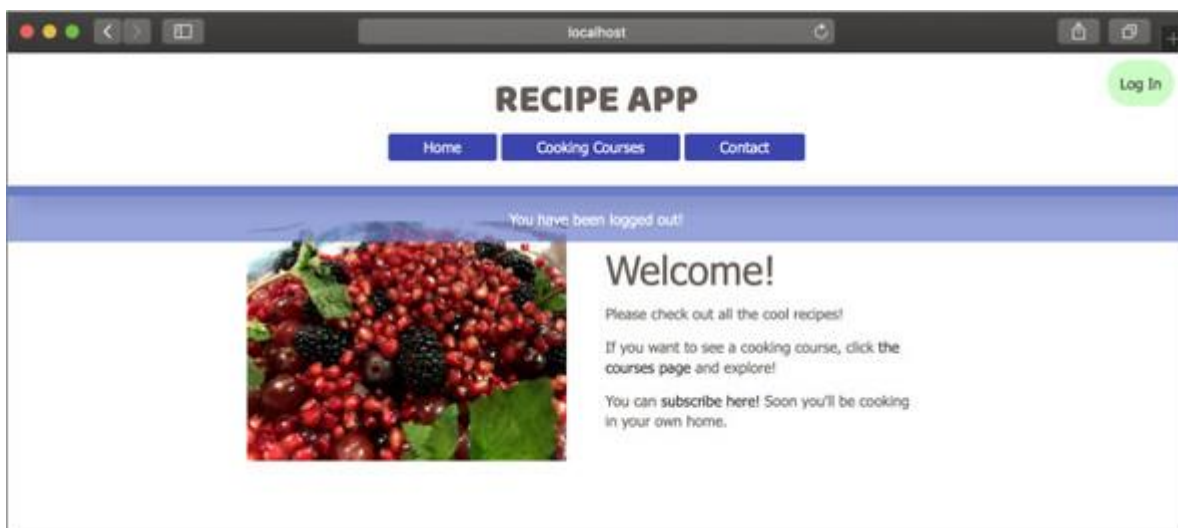 localhost
Log In
RECIPE APP
Home Cooking Courses Contact
You have been logged out!
Welcome!
Please check out all the cool recipes!
If you want to see a cooking course, click the
courses page and explore!
You can subscribe here! Soon you'll be cooking
in your own home.